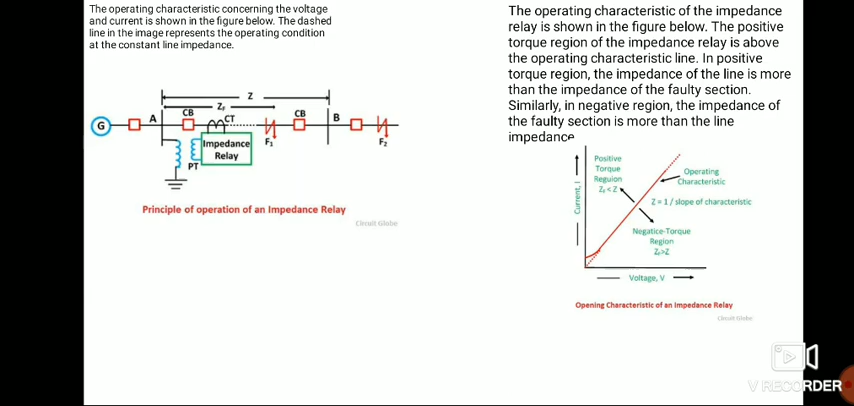 The operating characteristic concerning the voltage
and current is shown in the figure below. The dashed
line in the image represents the operating condition
at the constant line impedance.
Z
ZF
A
CB
CT
CB
B
G
Impedance
Relay
F1
F2
PT
Principle of operation of an Impedance Relay
Circuit Globe
The operating characteristic of the impedance
relay is shown in the figure below. The positive
torque region of the impedance relay is above
the operating characteristic line. In positive
torque region, the impedance of the line is more
than the impedance of the faulty section.
Similarly, in negative region, the impedance of
the faulty section is more than the line
impedance
Positive
Torque
Reguion
ZF < Z
Operating
Characteristic
Z = 1 / slope of characteristic
Current, I
Negatice-Torque
Region
ZF>Z
Voltage, V
Opening Characteristic of an Impedance Relay
Circuit Globe
V RECORDER